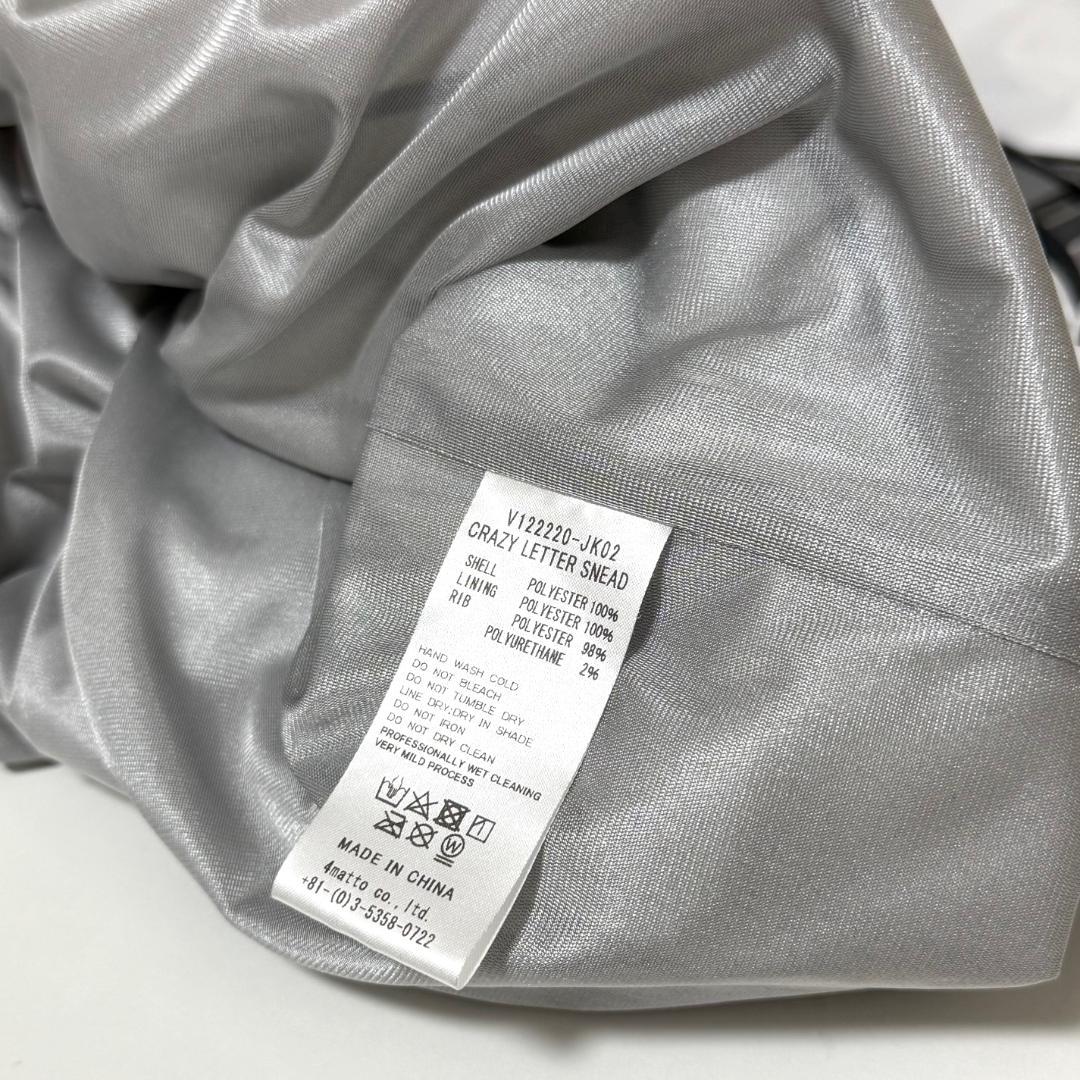 V122220-JK02
CRAZY LETTER SNEAD
SHELL POLYESTER 100%
LINING POLYESTER 100%
RIB POLYESTER 98%
POLYURETHANE 2%
HAND WASH COLD
DO NOT BLEACH
DO NOT TUMBLE DRY
LINE DRY:DRY IN SHADE
DO NOT IRON
DO NOT DRY CLEAN
PROFESSIONALLY WET CLEANING
VERY MILD PROCESS
W
MADE IN CHINA
4matto co., ltd.
+81-(0)3-5358-0722